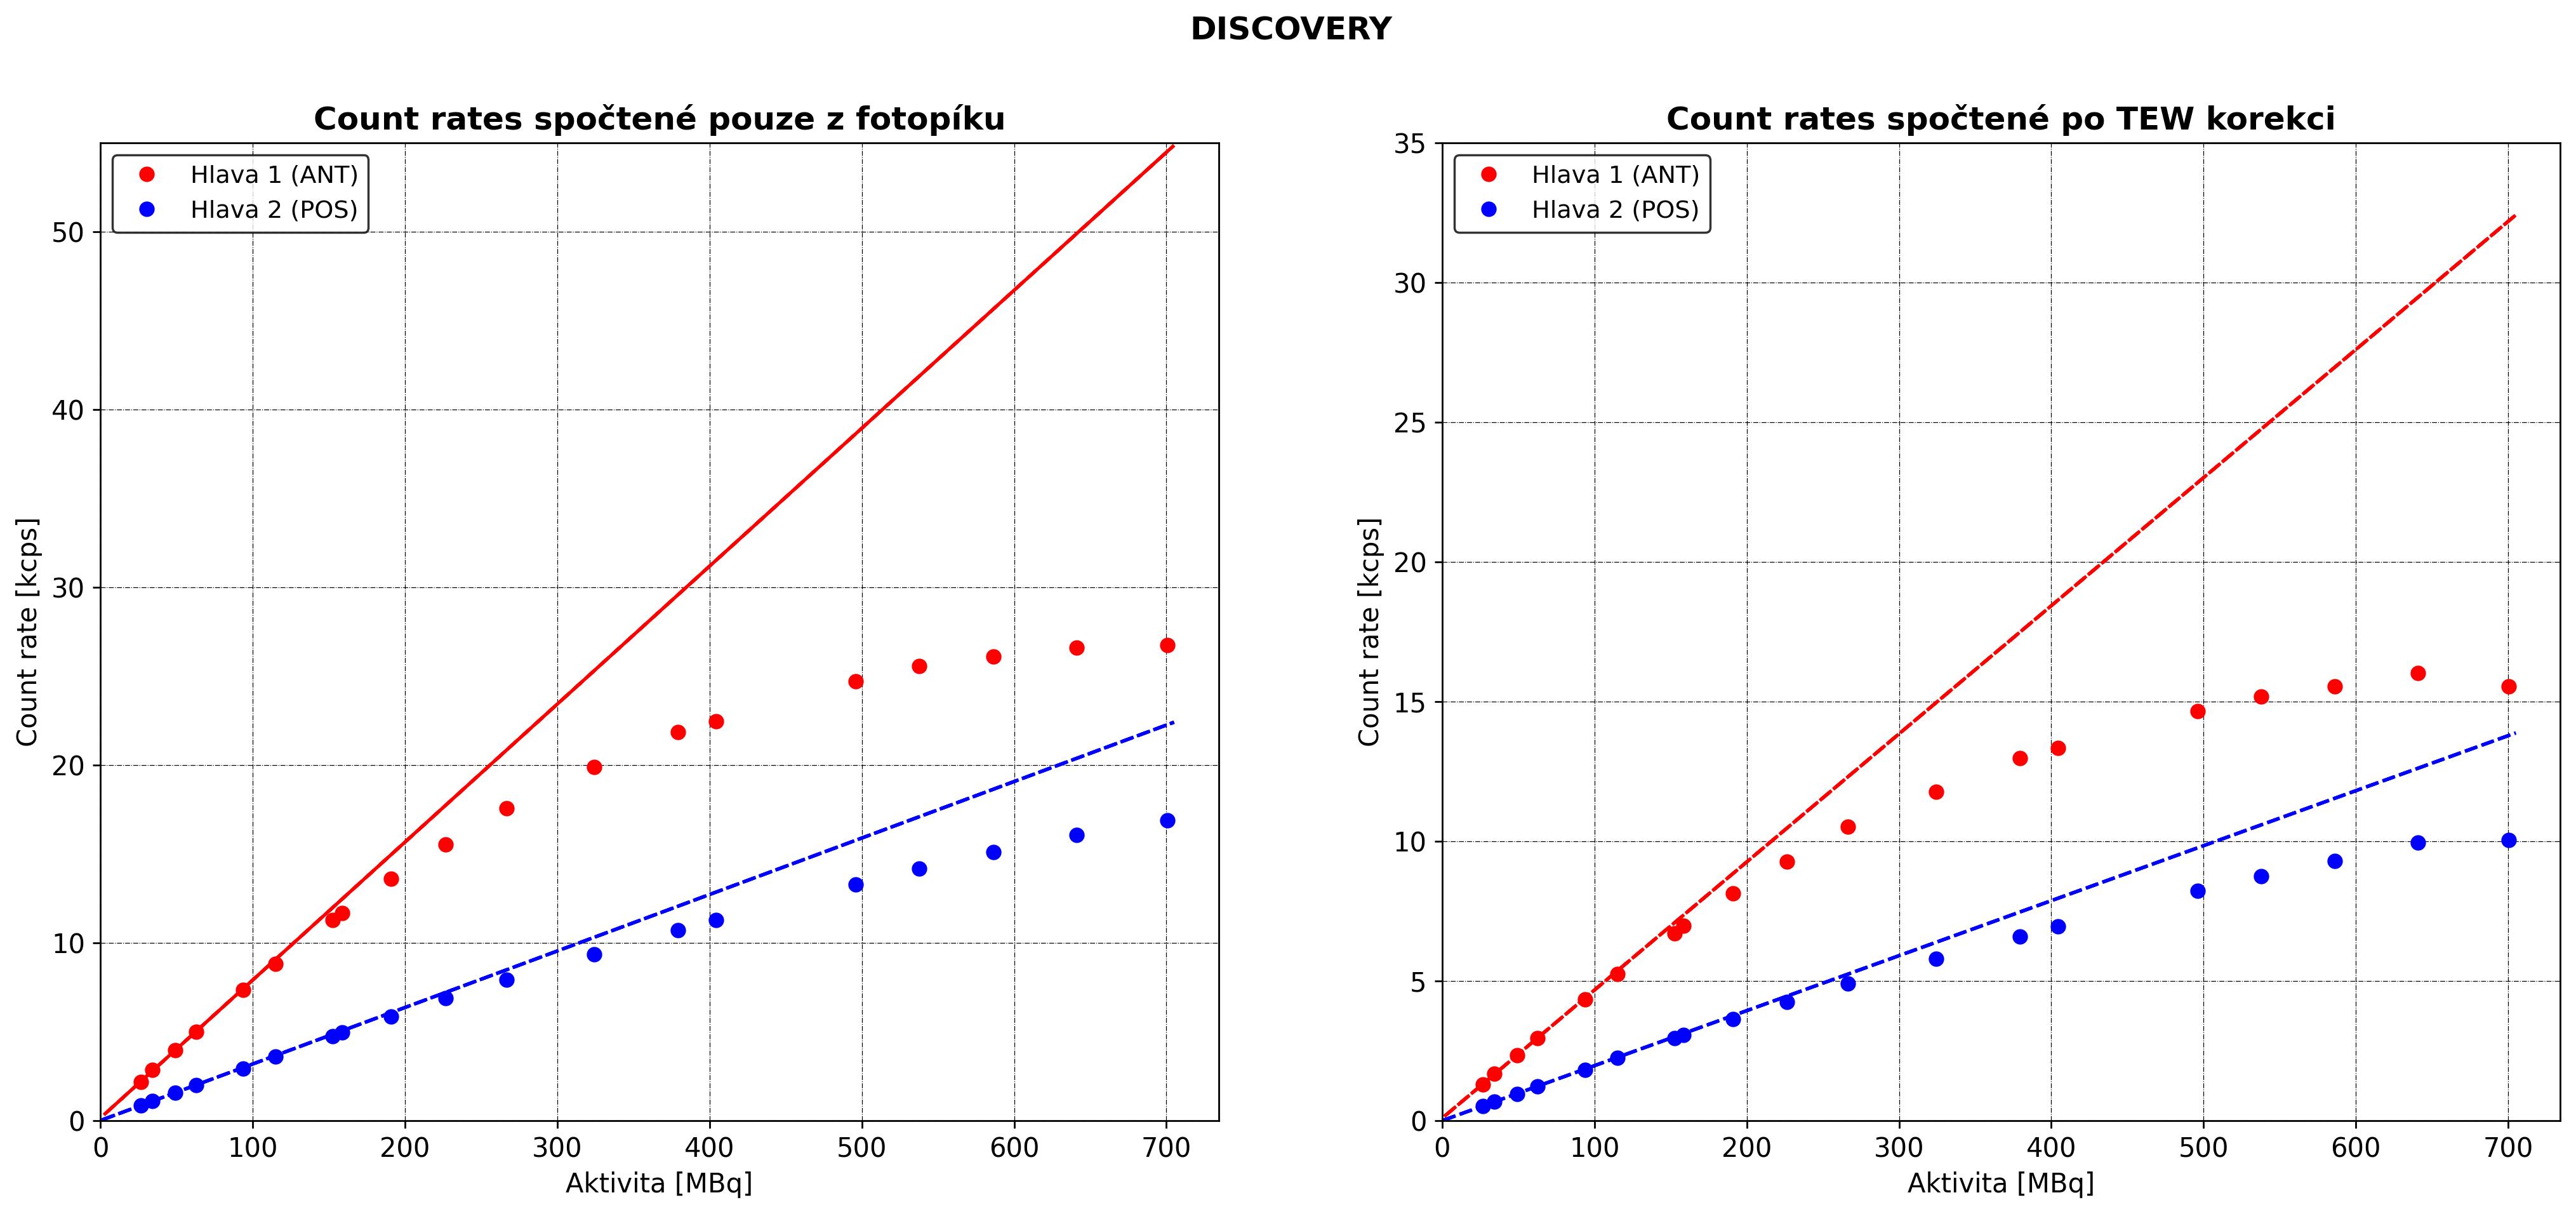 DISCOVERY
Count rates spočtené pouze z fotopíku
Hlava 1 (ANT)
Hlava 2 (POS)
Count rate [kcps]
50
40
30
20
10
0
0 100 200 300 400 500 600 700
Aktivita [MBq]
Count rates spočtené po TEW korekci
Hlava 1 (ANT)
Hlava 2 (POS)
Count rate [kcps]
35
30
25
20
15
10
5
0
0 100 200 300 400 500 600 700
Aktivita [MBq]